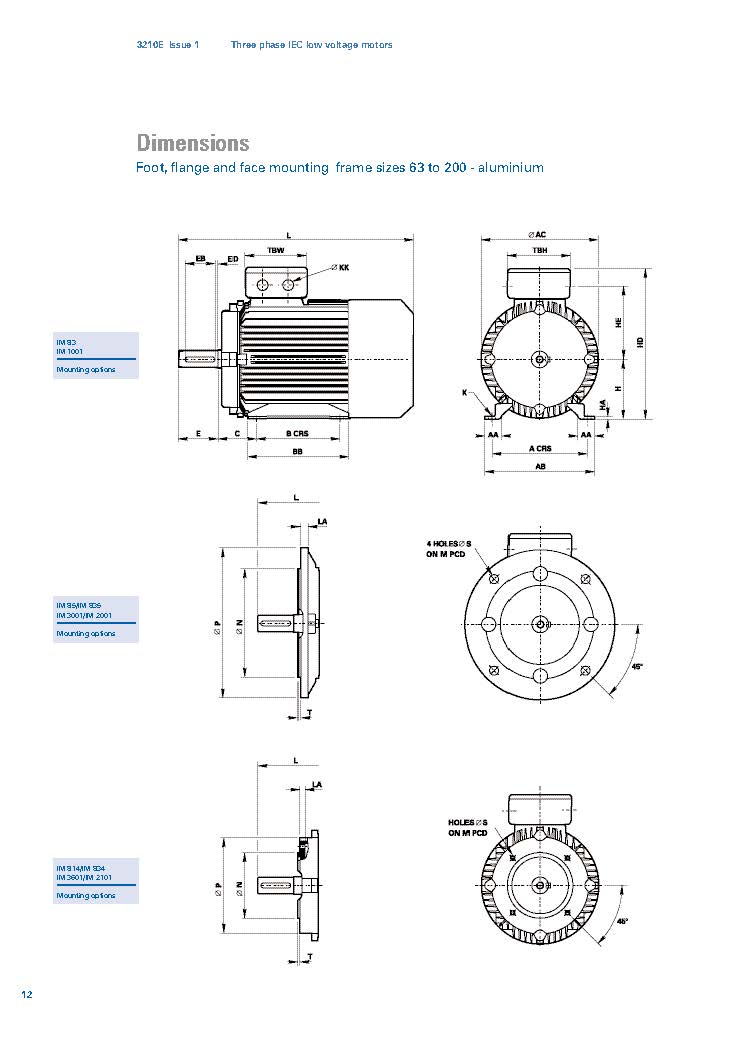 3210E Issue 1 Three phase IEC low voltage motors
Dimensions
Foot, flange and face mounting frame sizes 63 to 200 - aluminium
L
EB ED TBW
Ø KK
Ø AC
TBH
IM B3
IM 1001
Mounting options
HE
HD
H
HA
K
E C B CRS
BB
AA AA
A CRS
AB
L
LA
4 HOLES Ø S
ON M PCD
IM B5/IM B35
IM 3001/IM 2001
Mounting options
Ø P
Ø N
T
45°
L
LA
HOLES Ø S
ON M PCD
IM B14/IM B34
IM 3601/IM 2101
Mounting options
Ø P
Ø N
T
45°
12